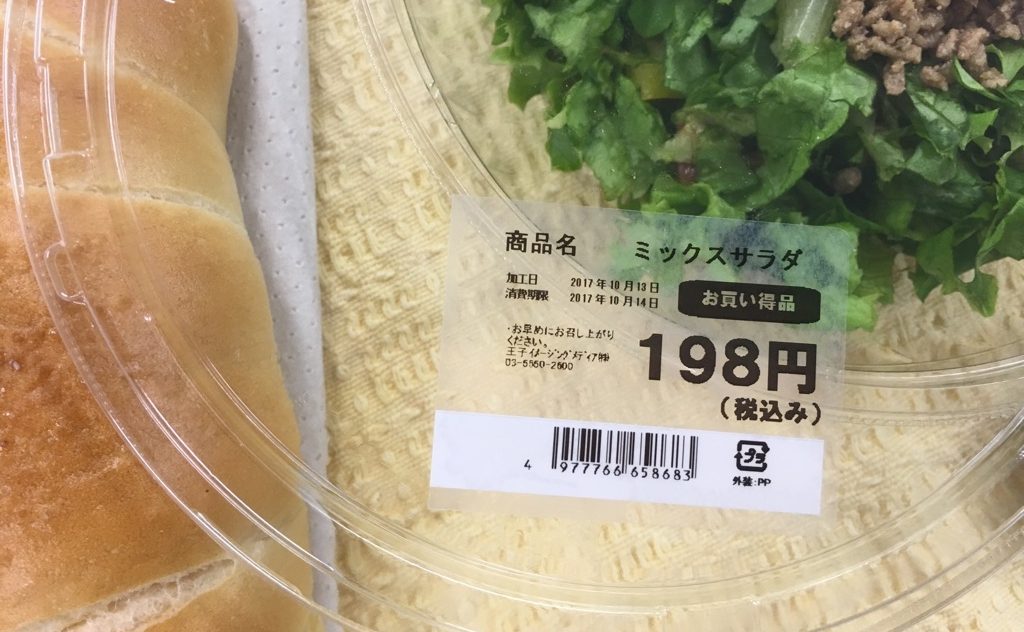 商品名 ミックスサラダ
加工日 2017年10月13日
消費期限 2017年10月14日
お買い得品
・お早めにお召し上がり
ください。
王子イメージングメディア㈱
03-5550-2600
198円
(税込み)
4 977766 658683
プラ
外装:PP